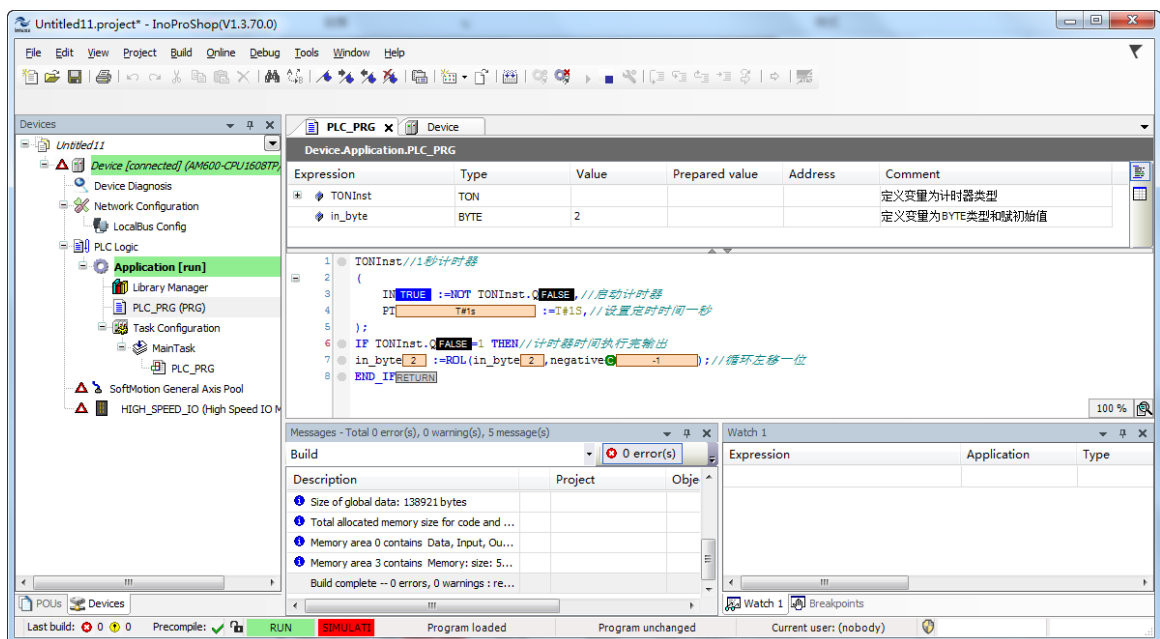 Untitled11.project* - InoProShop(V1.3.70.0)
File Edit View Project Build Online Debug Tools Window Help
Devices
Untitled11
Device [connected] (AM600-CPU1608TP/
Device Diagnosis
Network Configuration
LocalBus Config
PLC Logic
Application [run]
Library Manager
PLC_PRG (PRG)
Task Configuration
MainTask
PLC_PRG
SoftMotion General Axis Pool
HIGH_SPEED_IO (High Speed IO M
POUs Devices
PLC_PRG Device
Device.Application.PLC_PRG
Expression Type Value Prepared value Address Comment
TONInst TON 定义变量为计时器类型
in_byte BYTE 2 定义变量为BYTE类型和赋初始值
1 TONInst//1秒计时器
2 (
3 IN TRUE :=NOT TONInst.Q FALSE ,//启动计时器
4 PT T#1s :=T#1S,//设置定时时间一秒
5 );
6 IF TONInst.Q FALSE =1 THEN//计时器时间执行完输出
7 in_byte 2 :=ROL(in_byte 2 ,negative C -1 );//循环左移一位
8 END_IF RETURN
100 %
Messages - Total 0 error(s), 0 warning(s), 5 message(s)
Build 0 error(s)
Description Project Obje
Size of global data: 138921 bytes
Total allocated memory size for code and ...
Memory area 0 contains Data, Input, Ou...
Memory area 3 contains Memory: size: 5...
Build complete -- 0 errors, 0 warnings : re...
Watch 1
Expression Application Type
Watch 1 Breakpoints
Last build: 0 0 Precompile: RUN SIMULATI Program loaded Program unchanged Current user: (nobody)